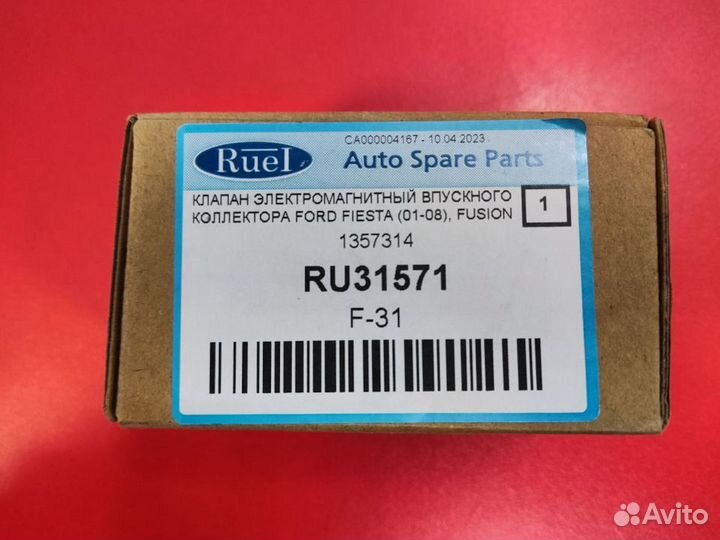 CA000004167 - 10.04.2023
Ruel Auto Spare Parts
КЛАПАН ЭЛЕКТРОМАГНИТНЫЙ ВПУСКНОГО
КОЛЛЕКТОРА FORD FIESTA (01-08), FUSION
1
1357314
RU31571
F-31
Avito